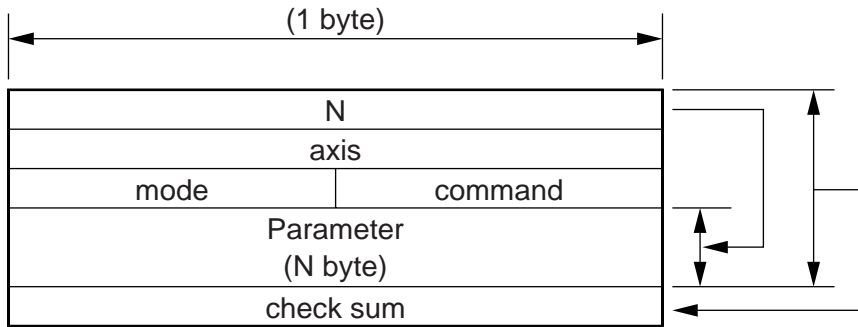 (1 byte)
N
axis
mode command
Parameter
(N byte)
check sum